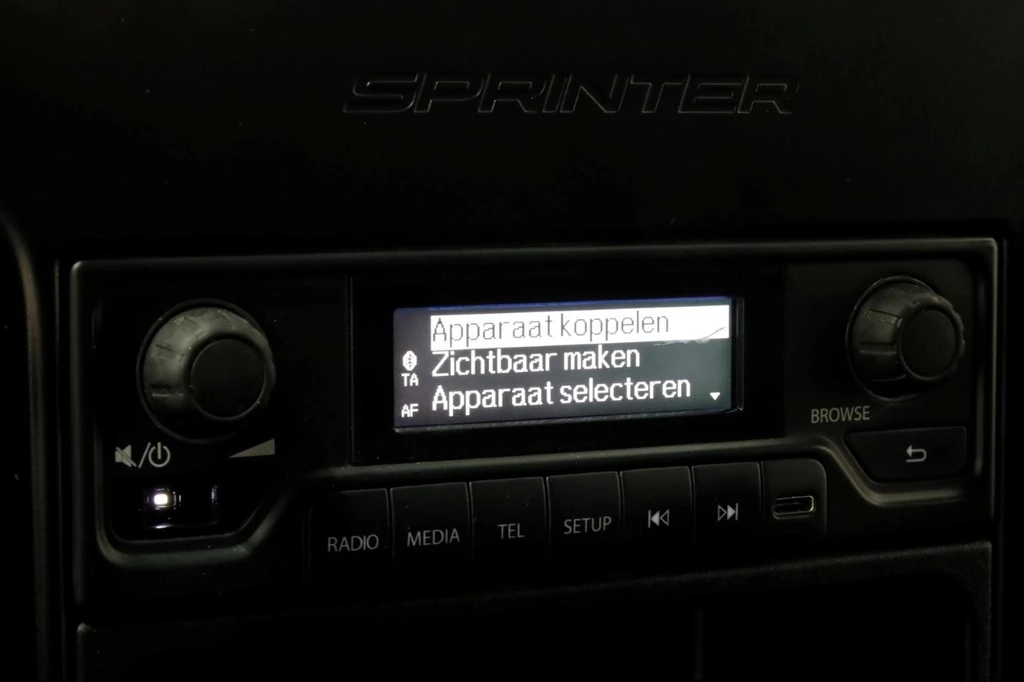 SPRINTER
Apparaat koppelen
Zichtbaar maken
TA
Apparaat selecteren
AF
BROWSE
RADIO
MEDIA
TEL
SETUP